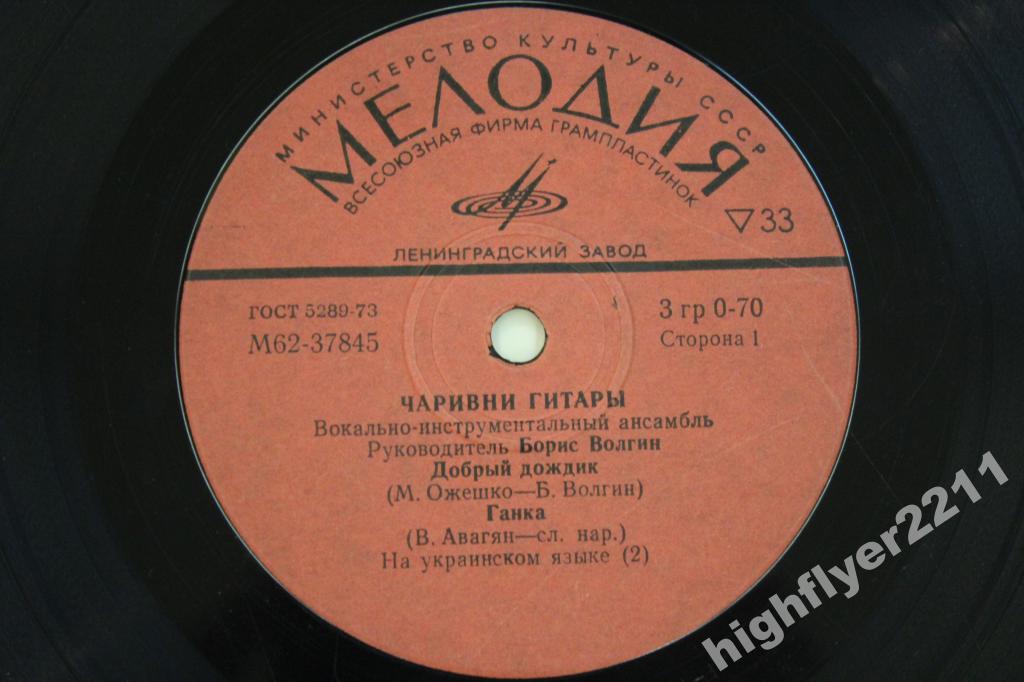 МИНИСТЕРСТВО КУЛЬТУРЫ СССР
МЕЛОДИЯ
ВСЕСОЮЗНАЯ ФИРМА ГРАМПЛАСТИНОК
▽33
ЛЕНИНГРАДСКИЙ ЗАВОД
ГОСТ 5289-73
3 гр 0-70
М62-37845
Сторона 1
ЧАРИВНИ ГИТАРЫ
Вокально-инструментальный ансамбль
Руководитель Борис Волгин
Добрый дождик
(М. Ожешко—Б. Волгин)
Ганка
(В. Авагян—сл. нар.)
На украинском языке (2)
highflyer2211